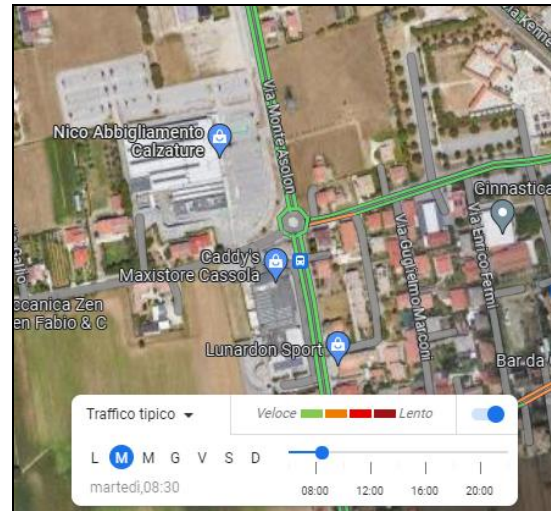 Via Kenne
Nico Abbigliamento
Calzature
Via Monte Asolon
Ginnastica
Via Gallio
Caddy's
Maxistore Cassola
Via Guglielmo Marconi
Via Enrico Fermi
ccanica Zen
en Fabio & C
Lunardon Sport
Bar da
Traffico tipico
Veloce Lento
L M M G V S D
martedì,08:30
08:00 12:00 16:00 20:00